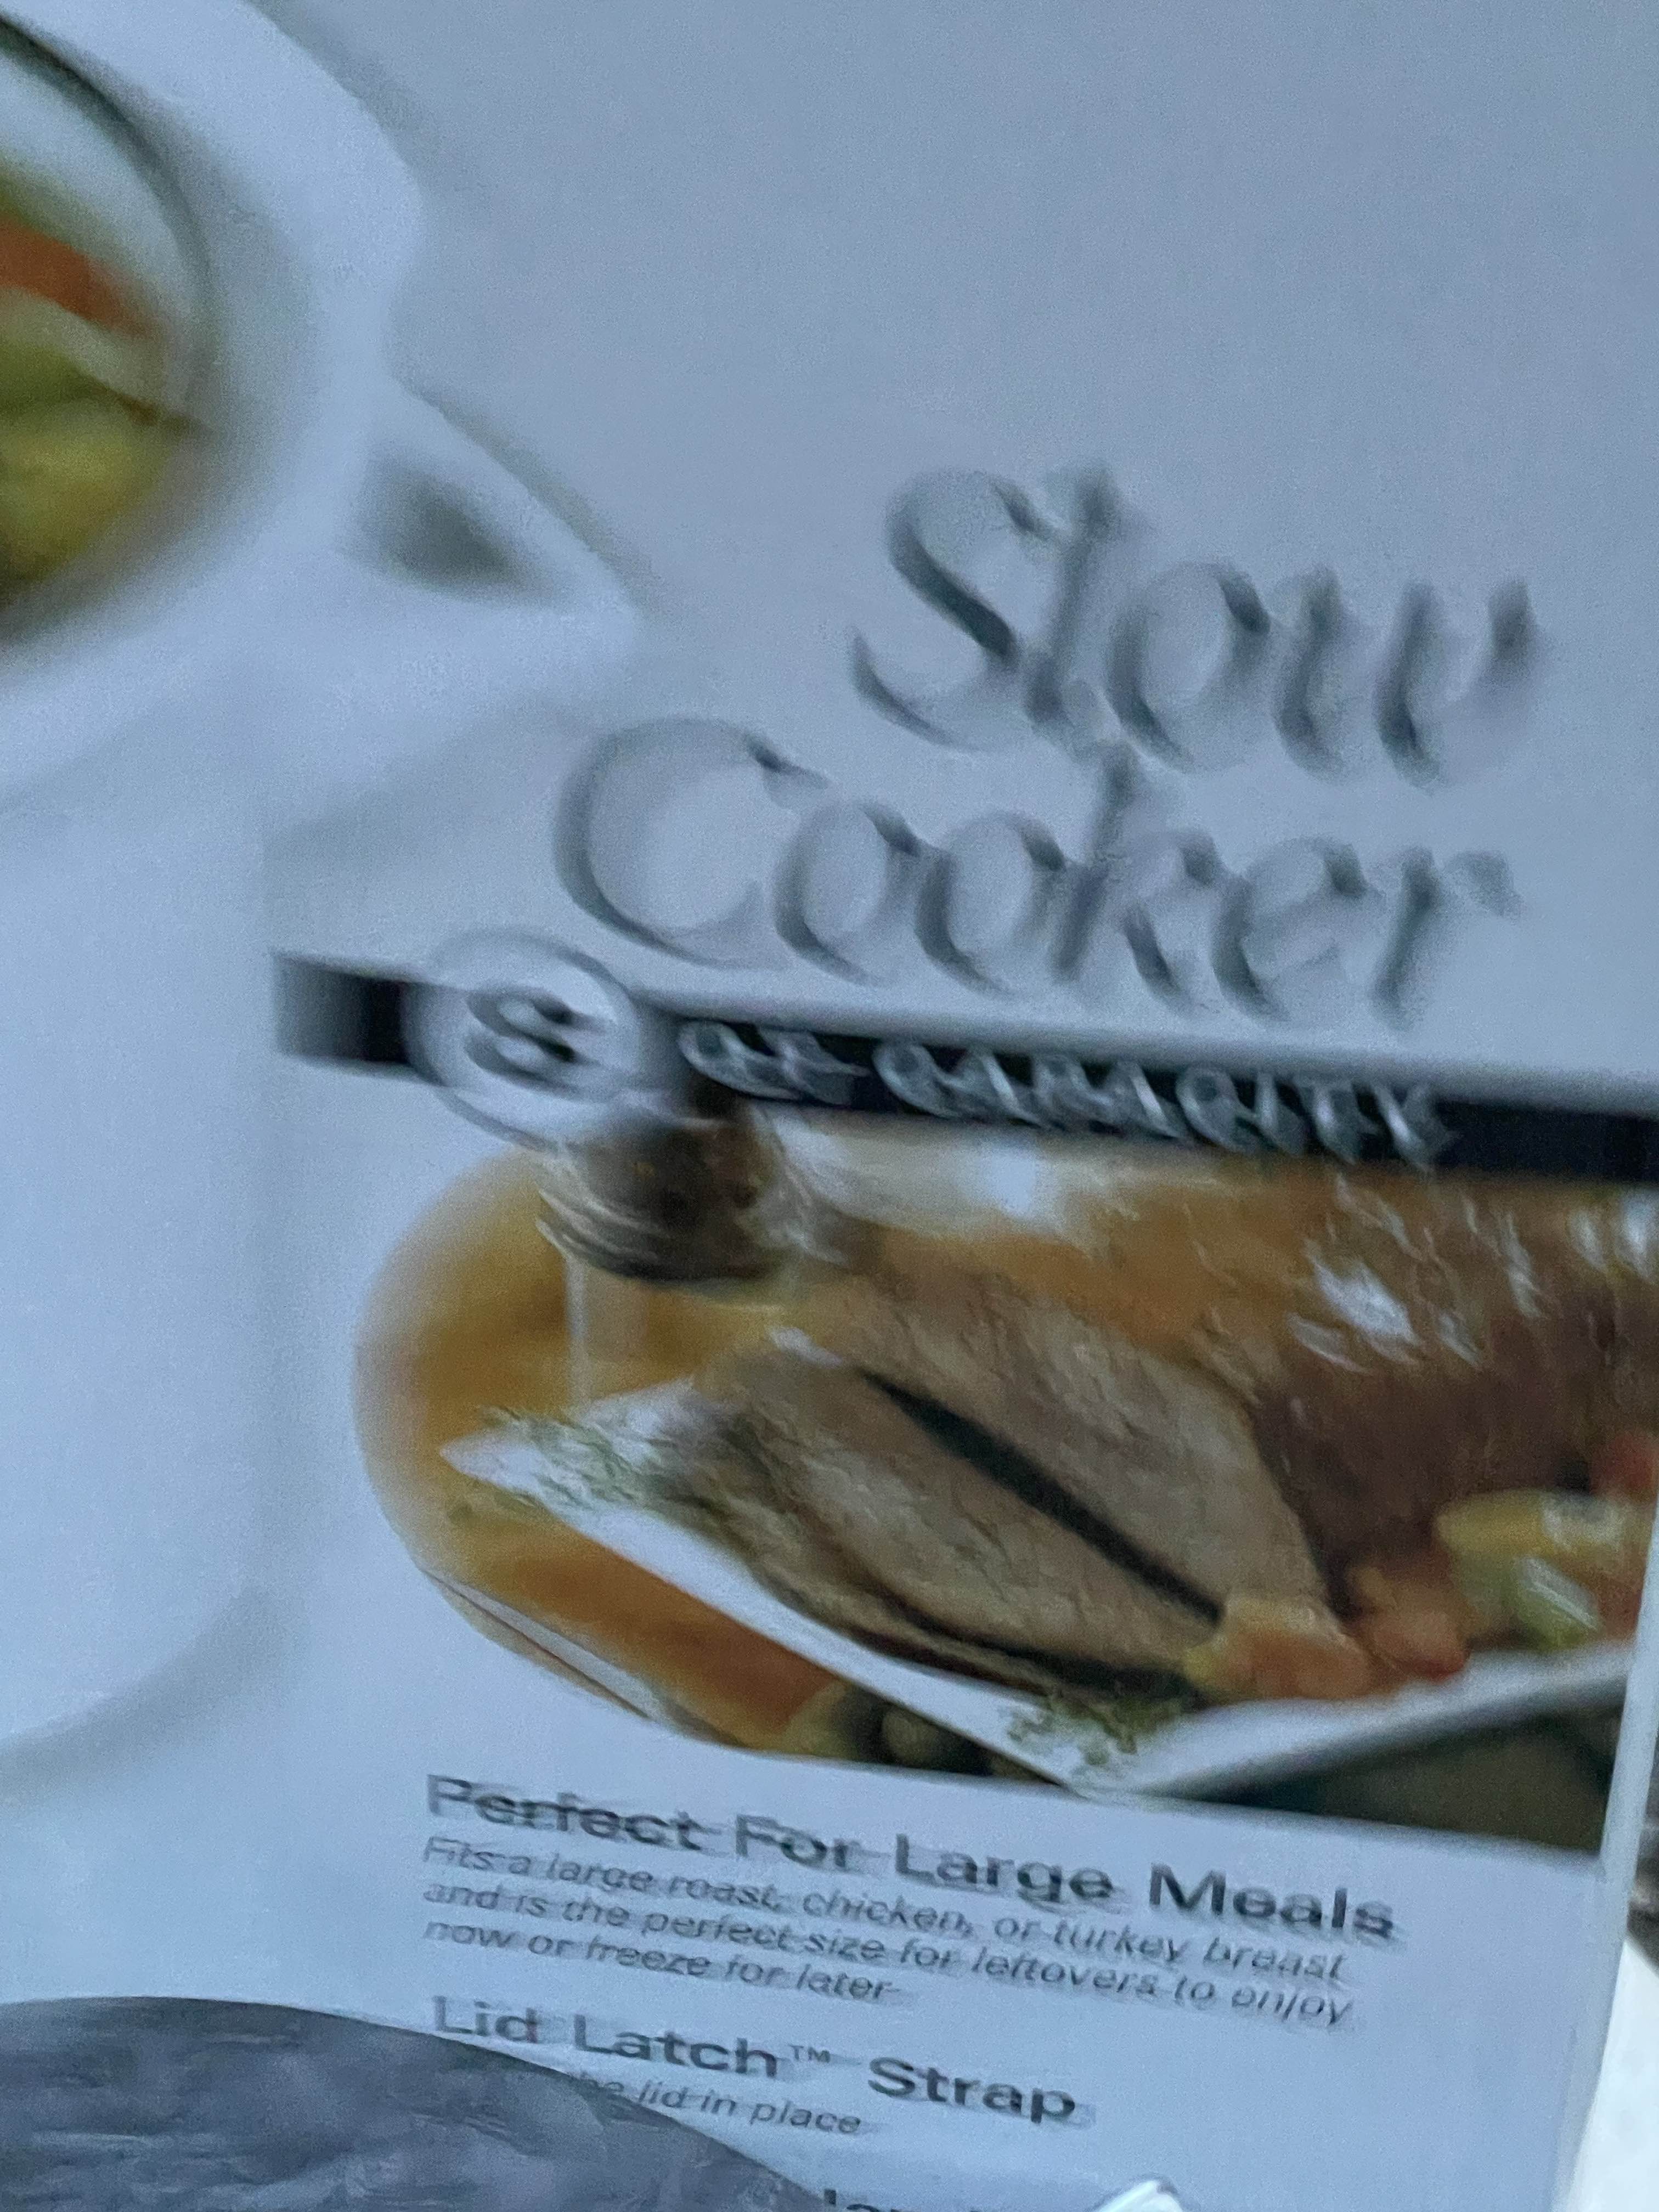 Slow
Cooker
QT CAPACITY
Perfect For Large Meals
Fits a large roast, chicken, or turkey breast
and is the perfect size for leftovers to enjoy
now or freeze for later
Lid Latch™ Strap
lid in place